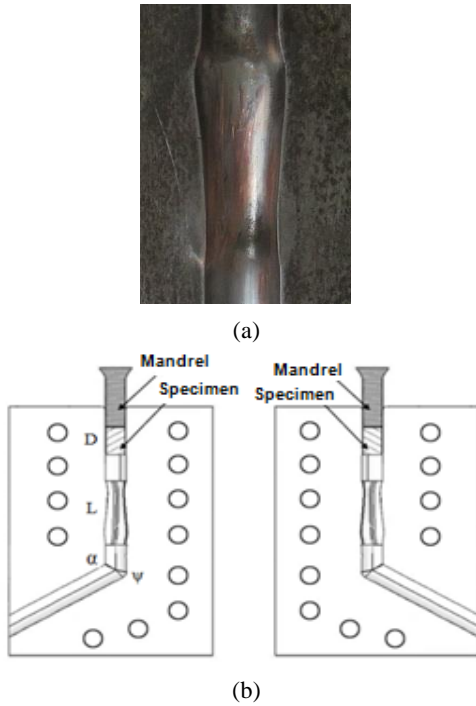 (a)
Mandrel
Specimen
D
L
α
ψ
Mandrel
Specimen
(b)